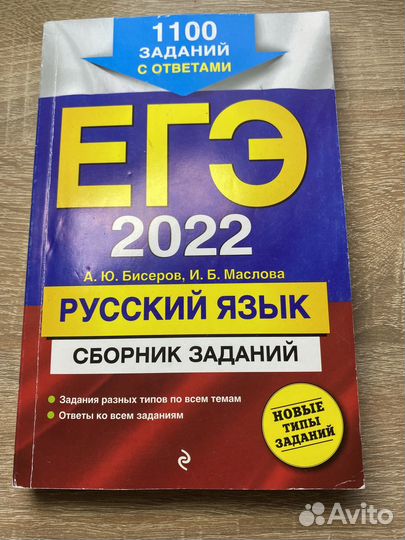 1100
ЗАДАНИЙ
С ОТВЕТАМИ
ЕГЭ
2022
А. Ю. Бисеров, И. Б. Маслова
РУССКИЙ ЯЗЫК
СБОРНИК ЗАДАНИЙ
Задания разных типов по всем темам
Ответы ко всем заданиям
НОВЫЕ
ТИПЫ
ЗАДАНИЙ
Avito